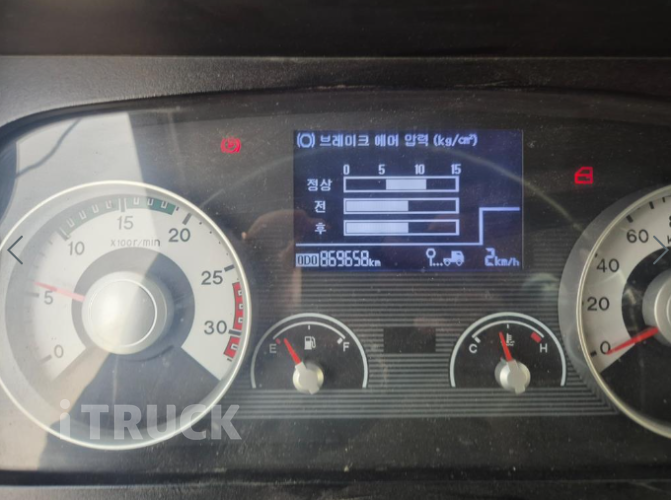 (O) 브레이크 에어 압력 (kg/cm²)
0 5 10 15
정상
전
후
ODO 869658km
2km/h
0 5 10 15 20 25 30
X100r/min
E F
C H
0 20 40 60
iTRUCK